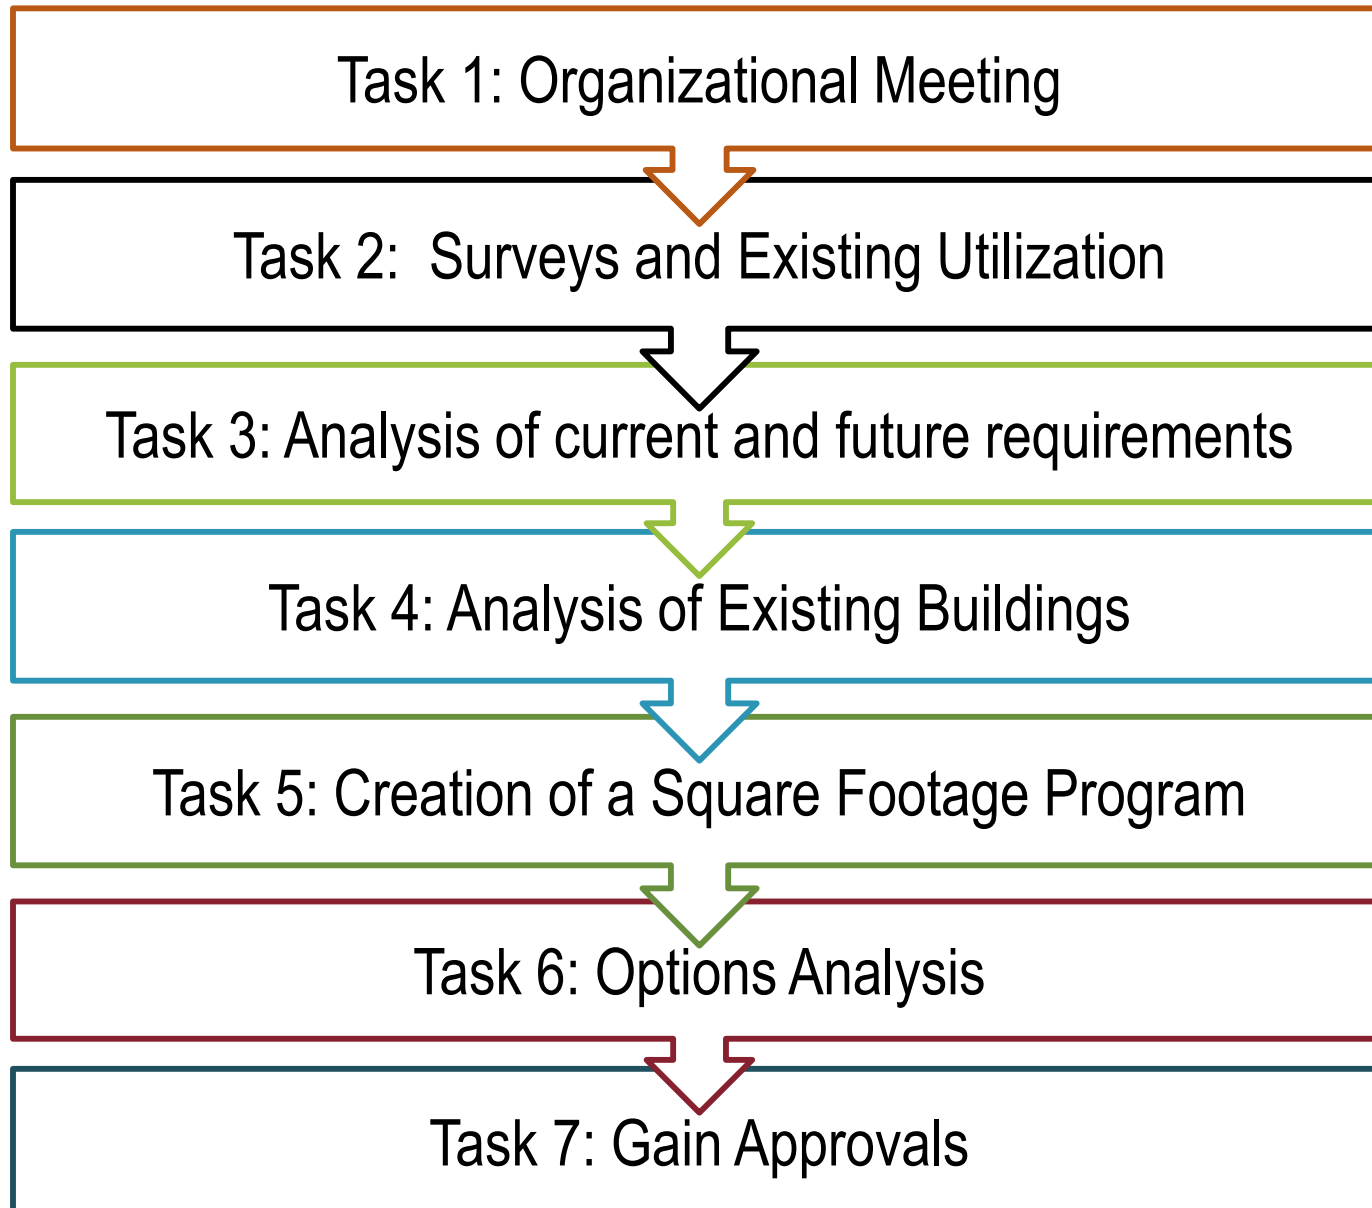 Task 1: Organizational Meeting
Task 2:  Surveys and Existing Utilization
Task 3: Analysis of current and future requirements
Task 4: Analysis of Existing Buildings
Task 5: Creation of a Square Footage Program
Task 6: Options Analysis
Task 7: Gain Approvals